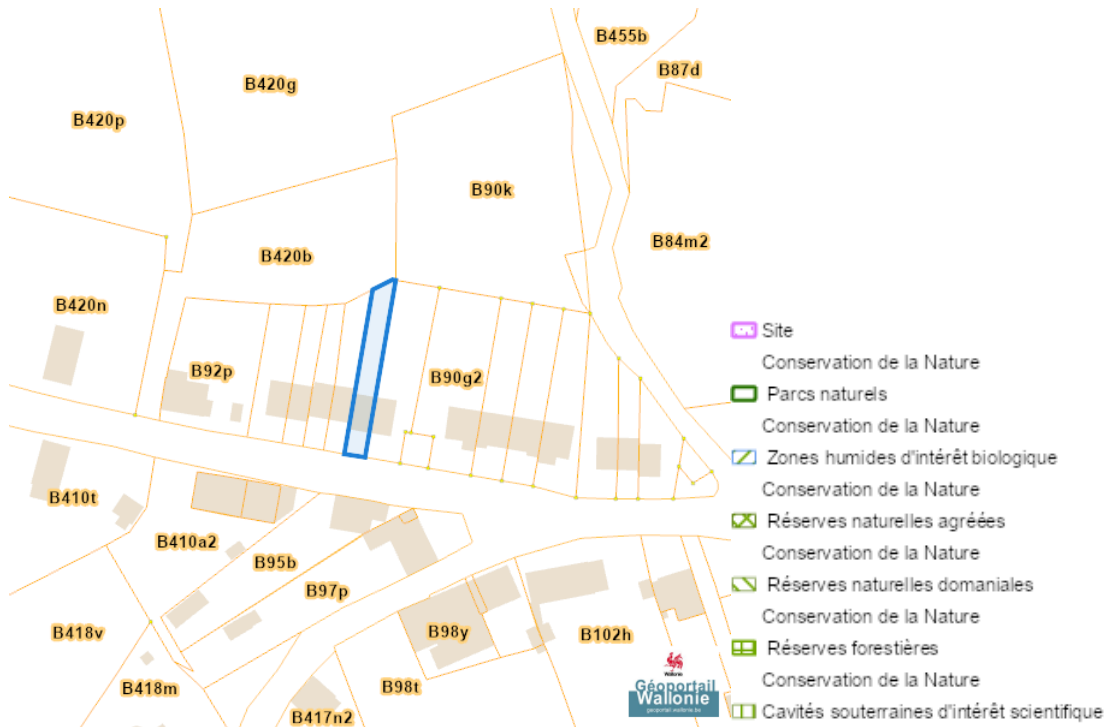 B455b
B87d
B420g
B420p
B90k
B84m2
B420b
B420n
B92p
B90g2
B410t
B410a2
B95b
B97p
B418v
B98y
B102h
B418m
B98t
B417n2
Wallonie
Géoportail
Wallonie
geoportail.wallonie.be
Site
Conservation de la Nature
Parcs naturels
Conservation de la Nature
Zones humides d'intérêt biologique
Conservation de la Nature
Réserves naturelles agréées
Conservation de la Nature
Réserves naturelles domaniales
Conservation de la Nature
Réserves forestières
Conservation de la Nature
Cavités souterraines d'intérêt scientifique